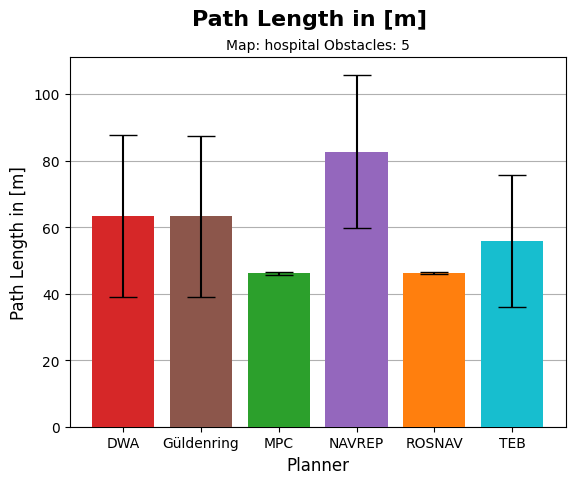 Path Length in [m]
Map: hospital Obstacles: 5
Path Length in [m]
100
80
60
40
20
0
DWA Güldenring MPC NAVREP ROSNAV TEB
Planner